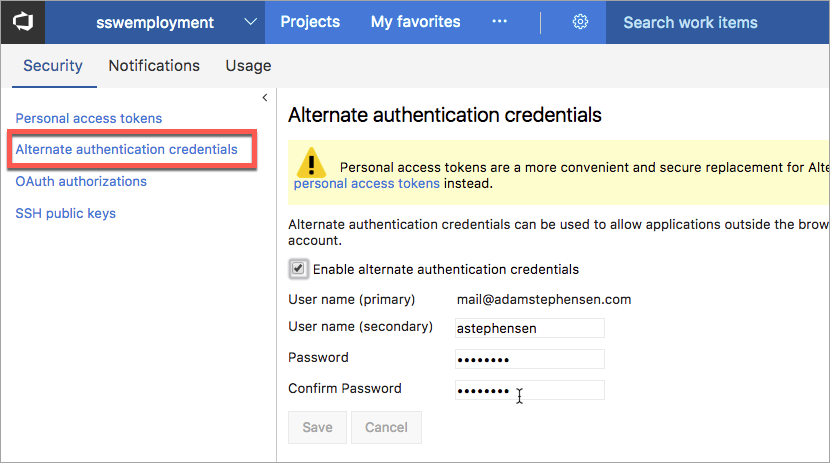 sswemployment Projects My favorites ... Search work items
Security Notifications Usage
Personal access tokens
Alternate authentication credentials
OAuth authorizations
SSH public keys
Alternate authentication credentials
Personal access tokens are a more convenient and secure replacement for Alte
personal access tokens instead.
Alternate authentication credentials can be used to allow applications outside the brow
account.
Enable alternate authentication credentials
User name (primary) mail@adamstephensen.com
User name (secondary) astephensen
Password ••••••••
Confirm Password ••••••••
Save Cancel